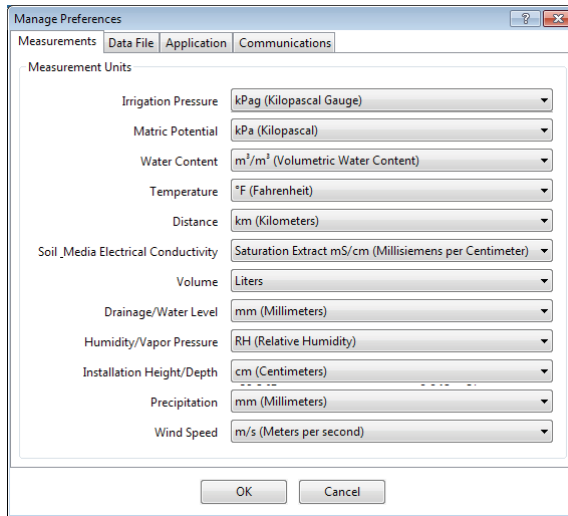 Manage Preferences
Measurements Data File Application Communications
Measurement Units
Irrigation Pressure kPag (Kilopascal Gauge)
Matric Potential kPa (Kilopascal)
Water Content m³/m³ (Volumetric Water Content)
Temperature °F (Fahrenheit)
Distance km (Kilometers)
Soil_Media Electrical Conductivity Saturation Extract mS/cm (Millisiemens per Centimeter)
Volume Liters
Drainage/Water Level mm (Millimeters)
Humidity/Vapor Pressure RH (Relative Humidity)
Installation Height/Depth cm (Centimeters)
Precipitation mm (Millimeters)
Wind Speed m/s (Meters per second)
OK Cancel